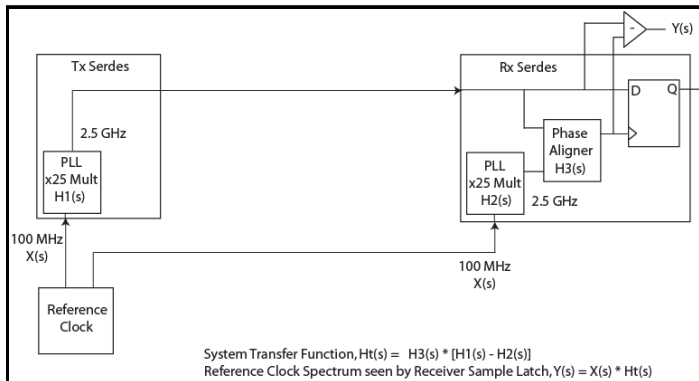 Tx Serdes
2.5 GHz
PLL
x25 Mult
H1(s)
100 MHz
X(s)
Reference
Clock
Rx Serdes
PLL
x25 Mult
H2(s)
2.5 GHz
100 MHz
X(s)
Phase
Aligner
H3(s)
D
Q
-
Y(s)
System Transfer Function, Ht(s) = H3(s) * [H1(s) - H2(s)]
Reference Clock Spectrum seen by Receiver Sample Latch, Y(s) = X(s) * Ht(s)